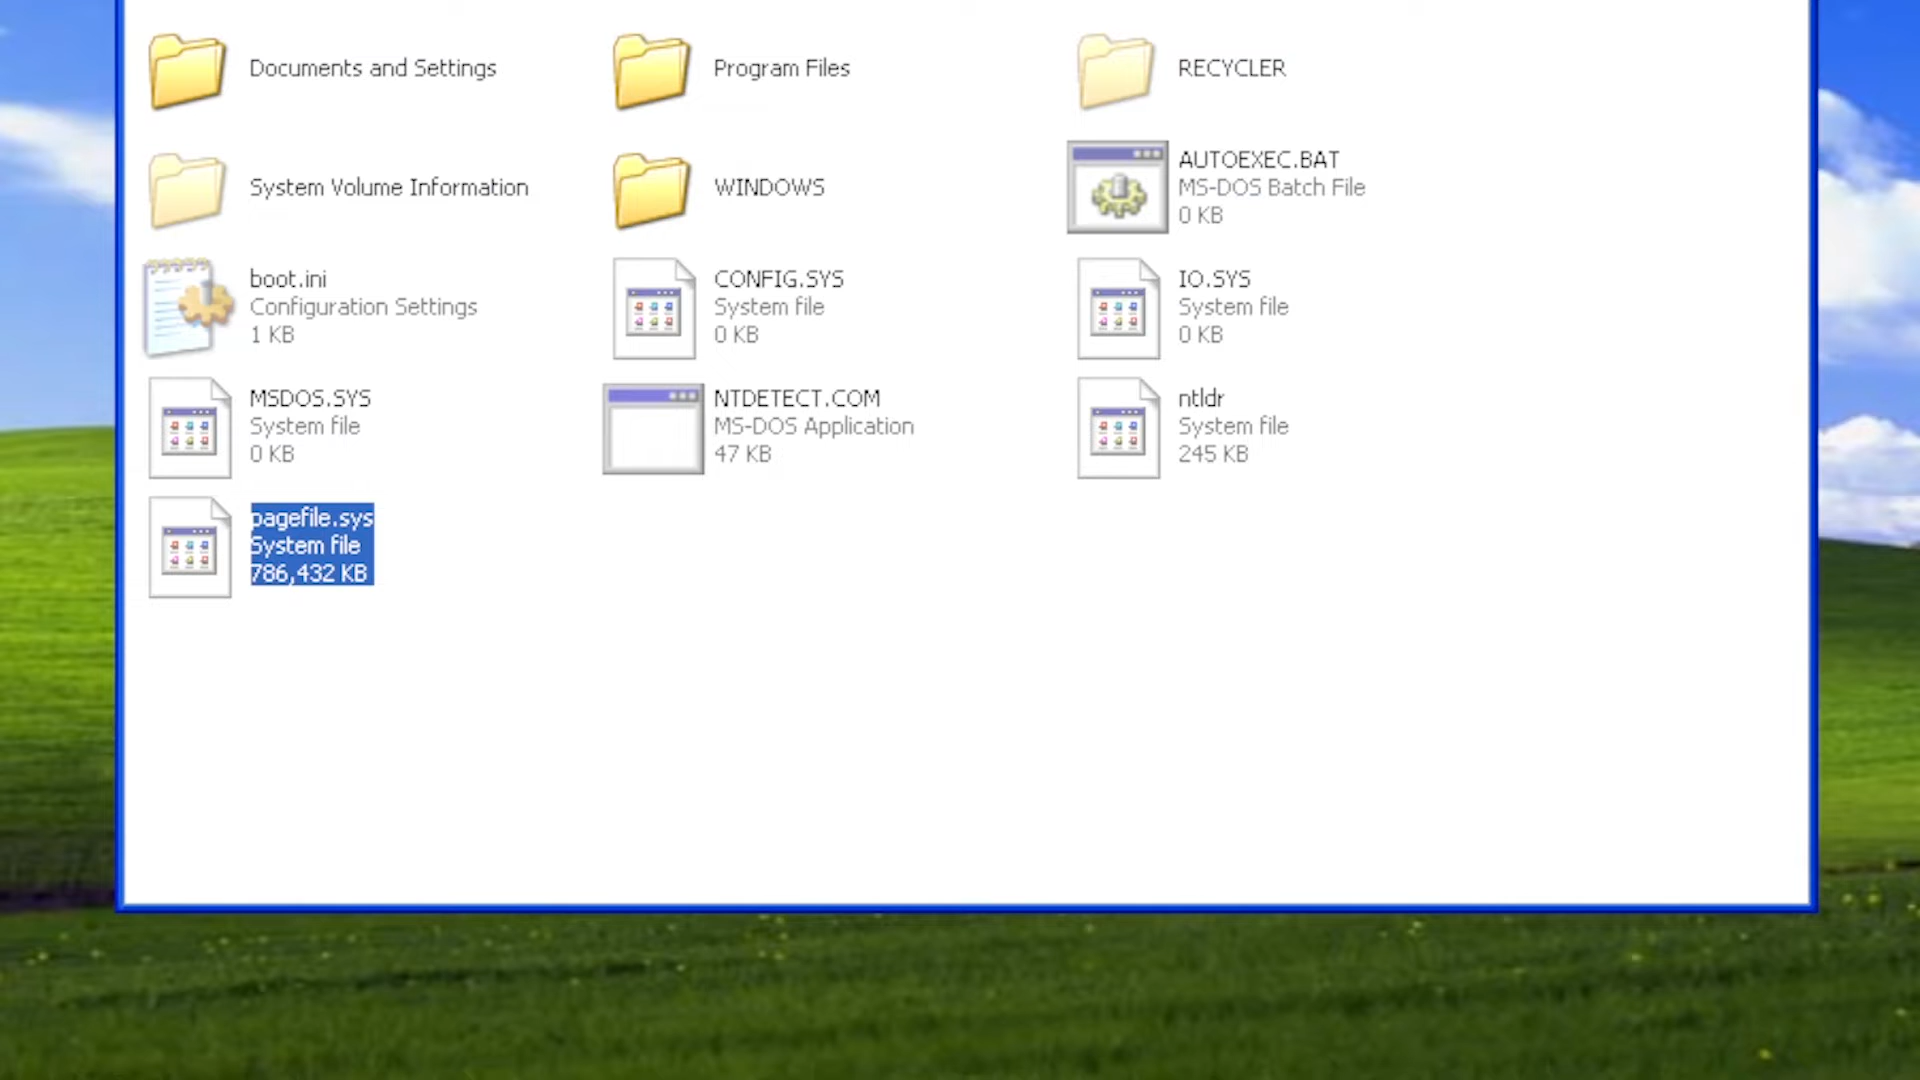 Documents and Settings
Program Files
RECYCLER
System Volume Information
WINDOWS
AUTOEXEC.BAT
MS-DOS Batch File
0 KB
boot.ini
Configuration Settings
1 KB
CONFIG.SYS
System file
0 KB
IO.SYS
System file
0 KB
MSDOS.SYS
System file
0 KB
NTDETECT.COM
MS-DOS Application
47 KB
ntldr
System file
245 KB
pagefile.sys
System file
786,432 KB